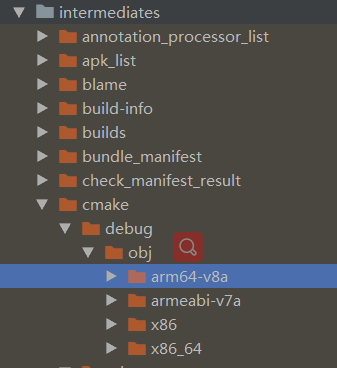 intermediates
annotation_processor_list
apk_list
blame
build-info
builds
bundle_manifest
check_manifest_result
cmake
debug
obj
arm64-v8a
armeabi-v7a
x86
x86_64